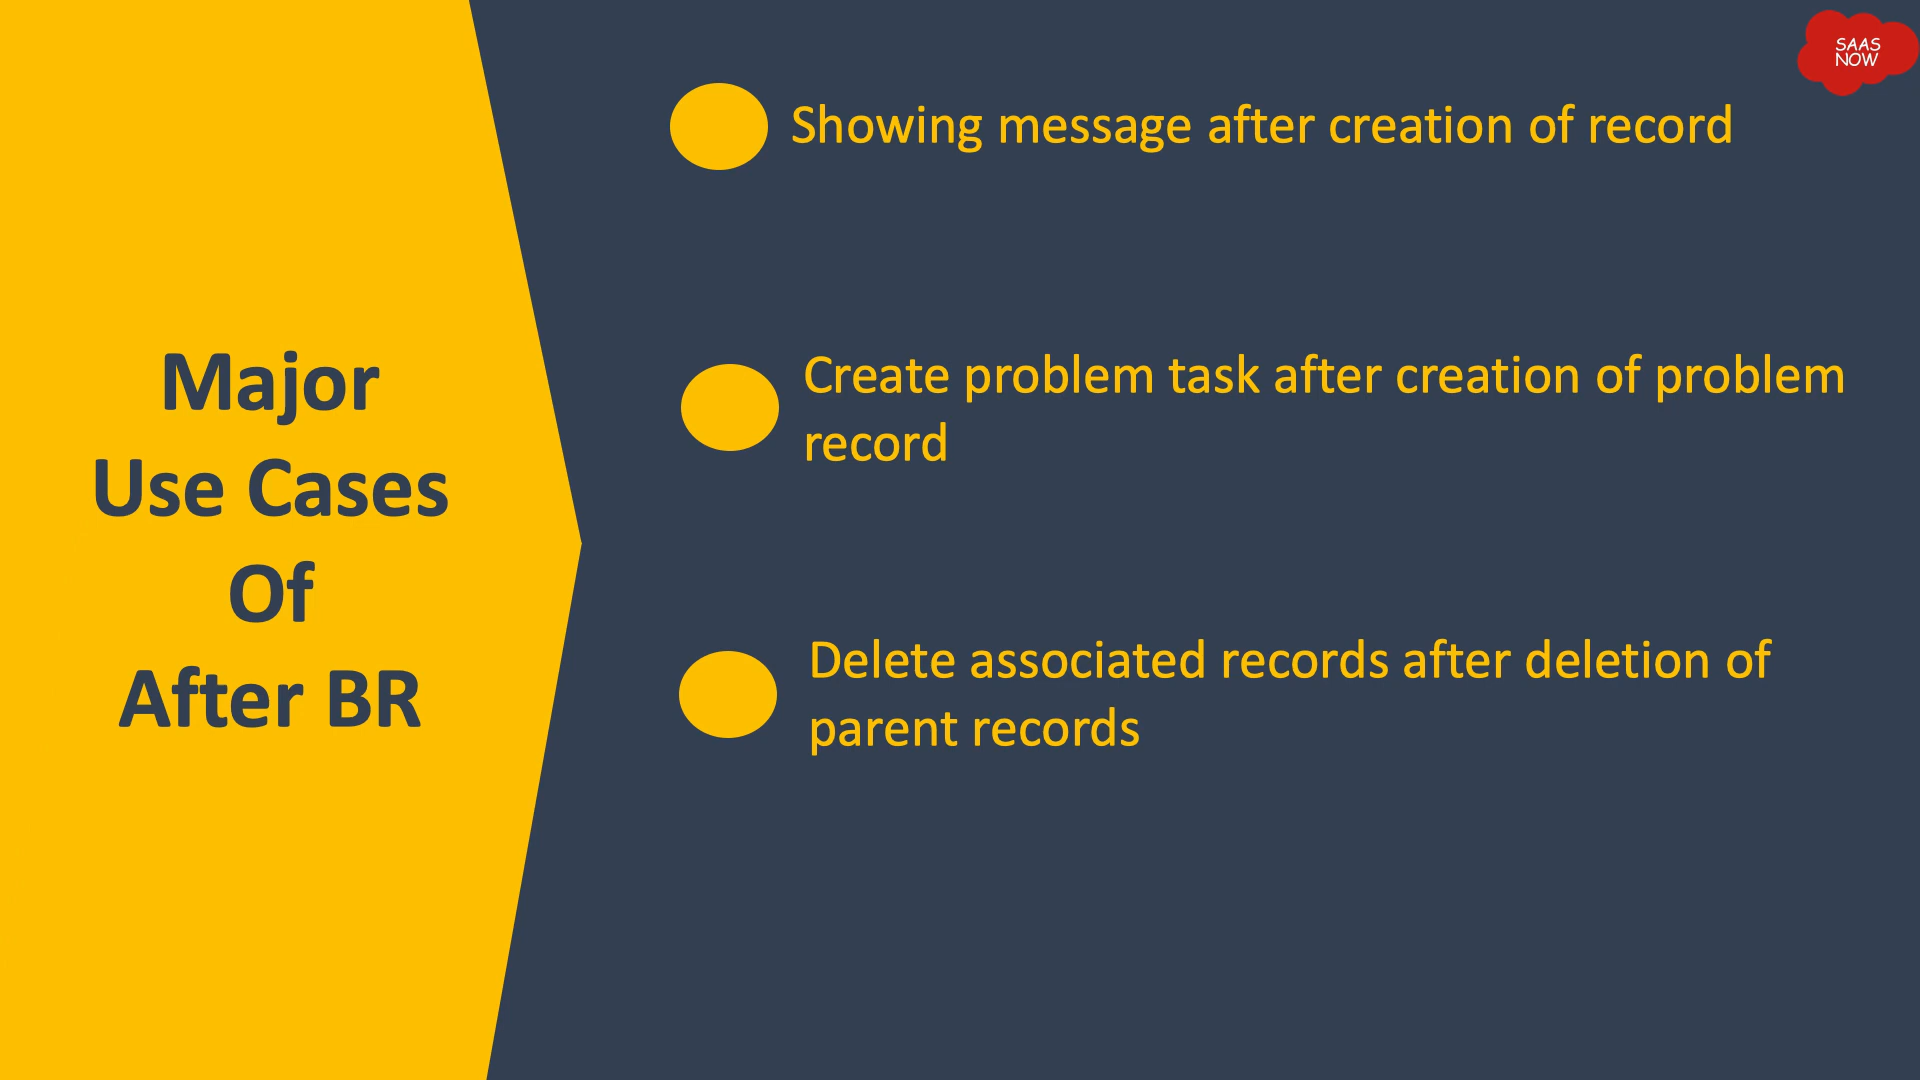 Major
Use Cases
Of
After BR
Showing message after creation of record
Create problem task after creation of problem
record
Delete associated records after deletion of
parent records
SAAS
NOW